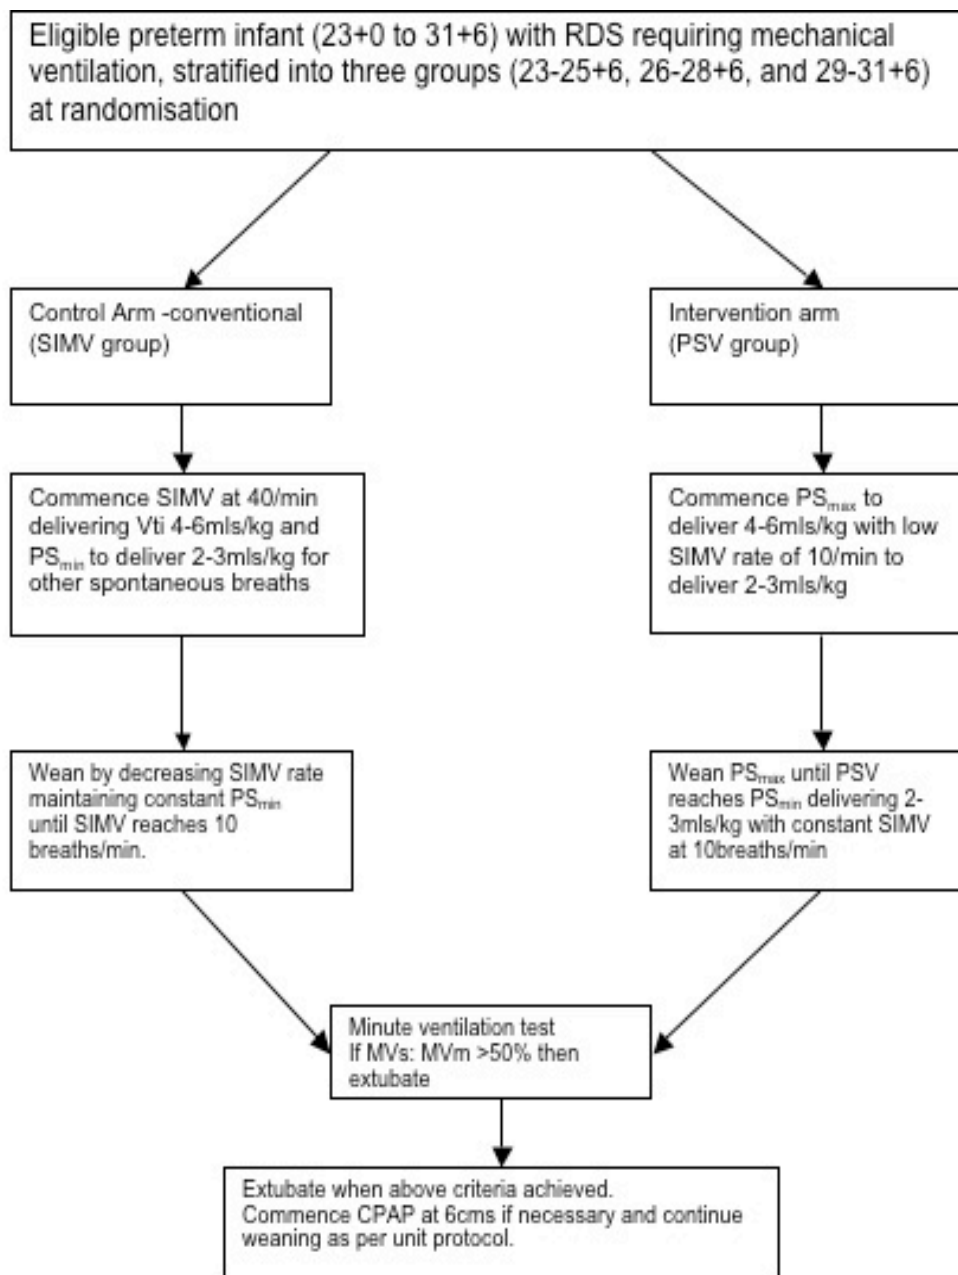 Eligible preterm infant (23+0 to 31+6) with RDS requiring mechanical
ventilation, stratified into three groups (23-25+6, 26-28+6, and 29-31+6)
at randomisation
Control Arm -conventional
(SIMV group)
Intervention arm
(PSV group)
Commence SIMV at 40/min
delivering Vti 4-6mls/kg and
PSmin to deliver 2-3mls/kg for
other spontaneous breaths
Commence PSmax to
deliver 4-6mls/kg with low
SIMV rate of 10/min to
deliver 2-3mls/kg
Wean by decreasing SIMV rate
maintaining constant PSmin
until SIMV reaches 10
breaths/min.
Wean PSmax until PSV
reaches PSmin delivering 2-
3mls/kg with constant SIMV
at 10breaths/min
Minute ventilation test
If MVs: MVm >50% then
extubate
Extubate when above criteria achieved.
Commence CPAP at 6cms if necessary and continue
weaning as per unit protocol.